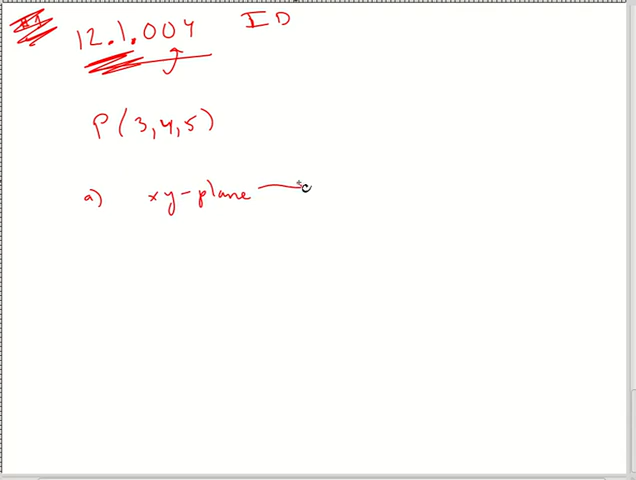 #1 12.1.004 ID
P(3,4,5)
a) xy-plane